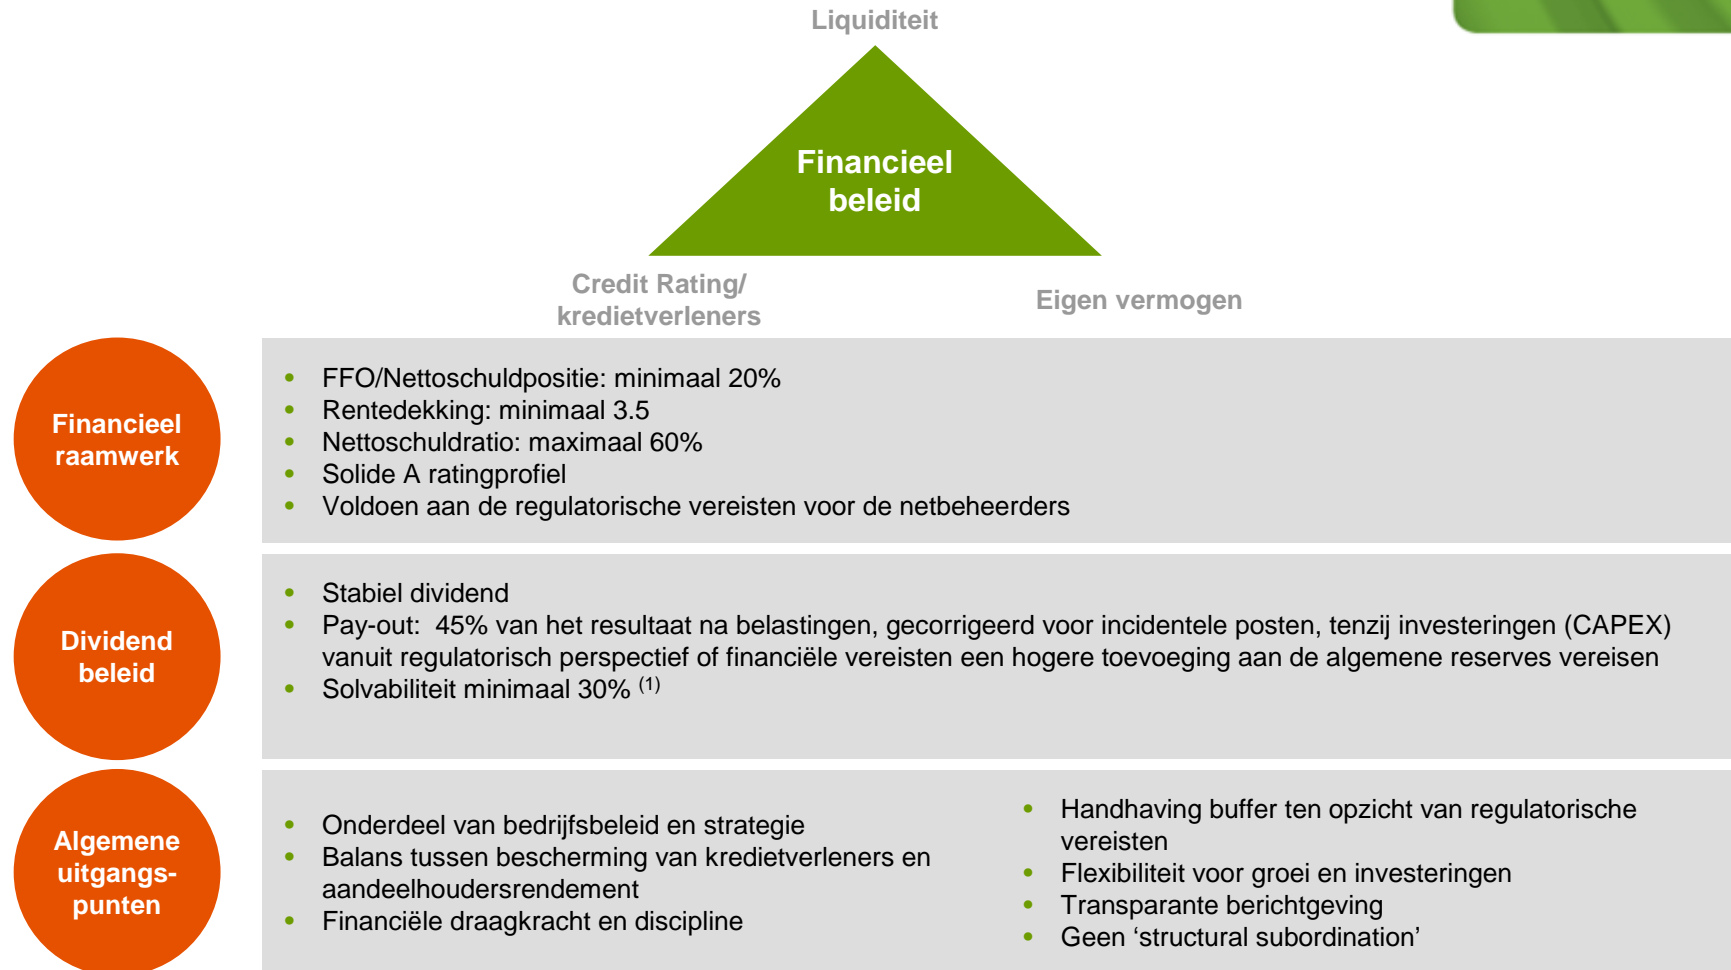 Liquiditeit
Financieel
beleid
Credit Rating/
kredietverleners
Eigen vermogen
Financieel
raamwerk
• FFO/Nettoschuldpositie: minimaal 20%
• Rentedekking: minimaal 3.5
• Nettoschuldratio: maximaal 60%
• Solide A ratingprofiel
• Voldoen aan de regulatorische vereisten voor de netbeheerders
Dividend
beleid
• Stabiel dividend
• Pay-out: 45% van het resultaat na belastingen, gecorrigeerd voor incidentele posten, tenzij investeringen (CAPEX)
vanuit regulatorisch perspectief of financiële vereisten een hogere toevoeging aan de algemene reserves vereisen
• Solvabiliteit minimaal 30% (1)
Algemene
uitgangs-
punten
• Onderdeel van bedrijfsbeleid en strategie
• Balans tussen bescherming van kredietverleners en
aandeelhoudersrendement
• Financiële draagkracht en discipline
• Handhaving buffer ten opzicht van regulatorische
vereisten
• Flexibiliteit voor groei en investeringen
• Transparante berichtgeving
• Geen ‘structural subordination’